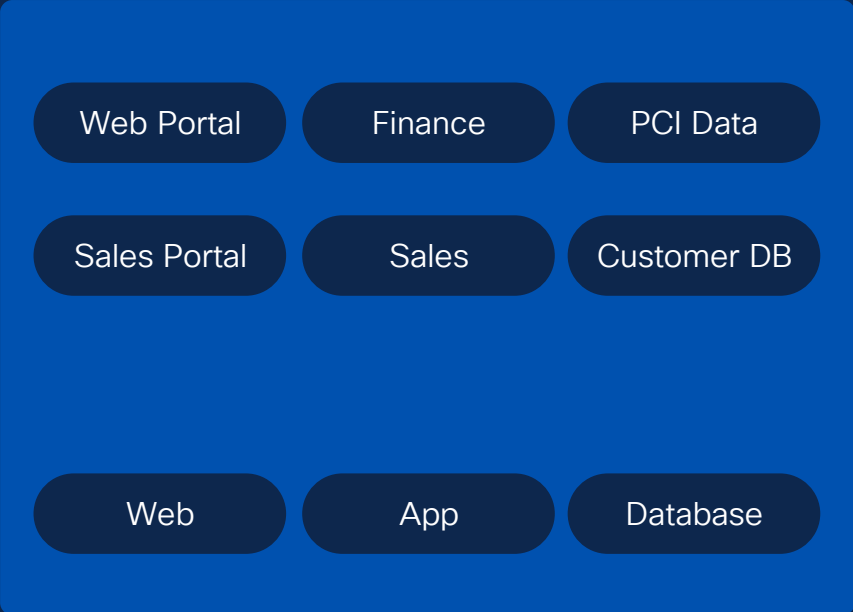 Web Portal
Finance
PCI Data
Sales Portal
Sales
Customer DB
Web
App
Database